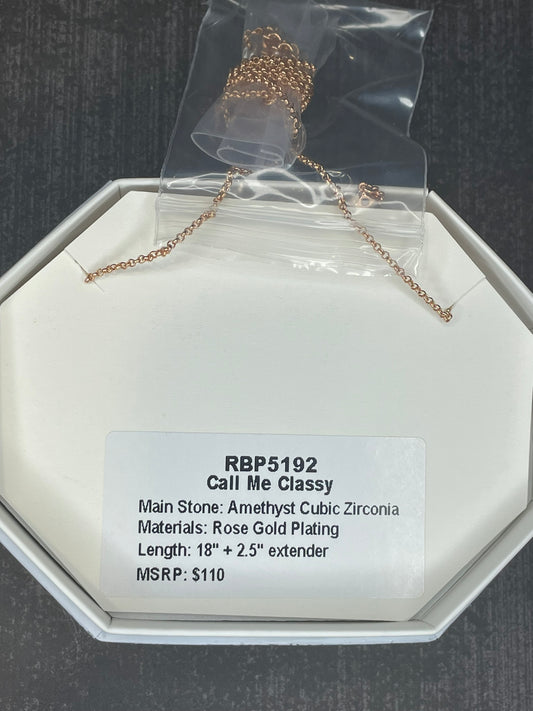 RBP5192
Call Me Classy
Main Stone: Amethyst Cubic Zirconia
Materials: Rose Gold Plating
Length: 18" + 2.5" extender
MSRP: $110